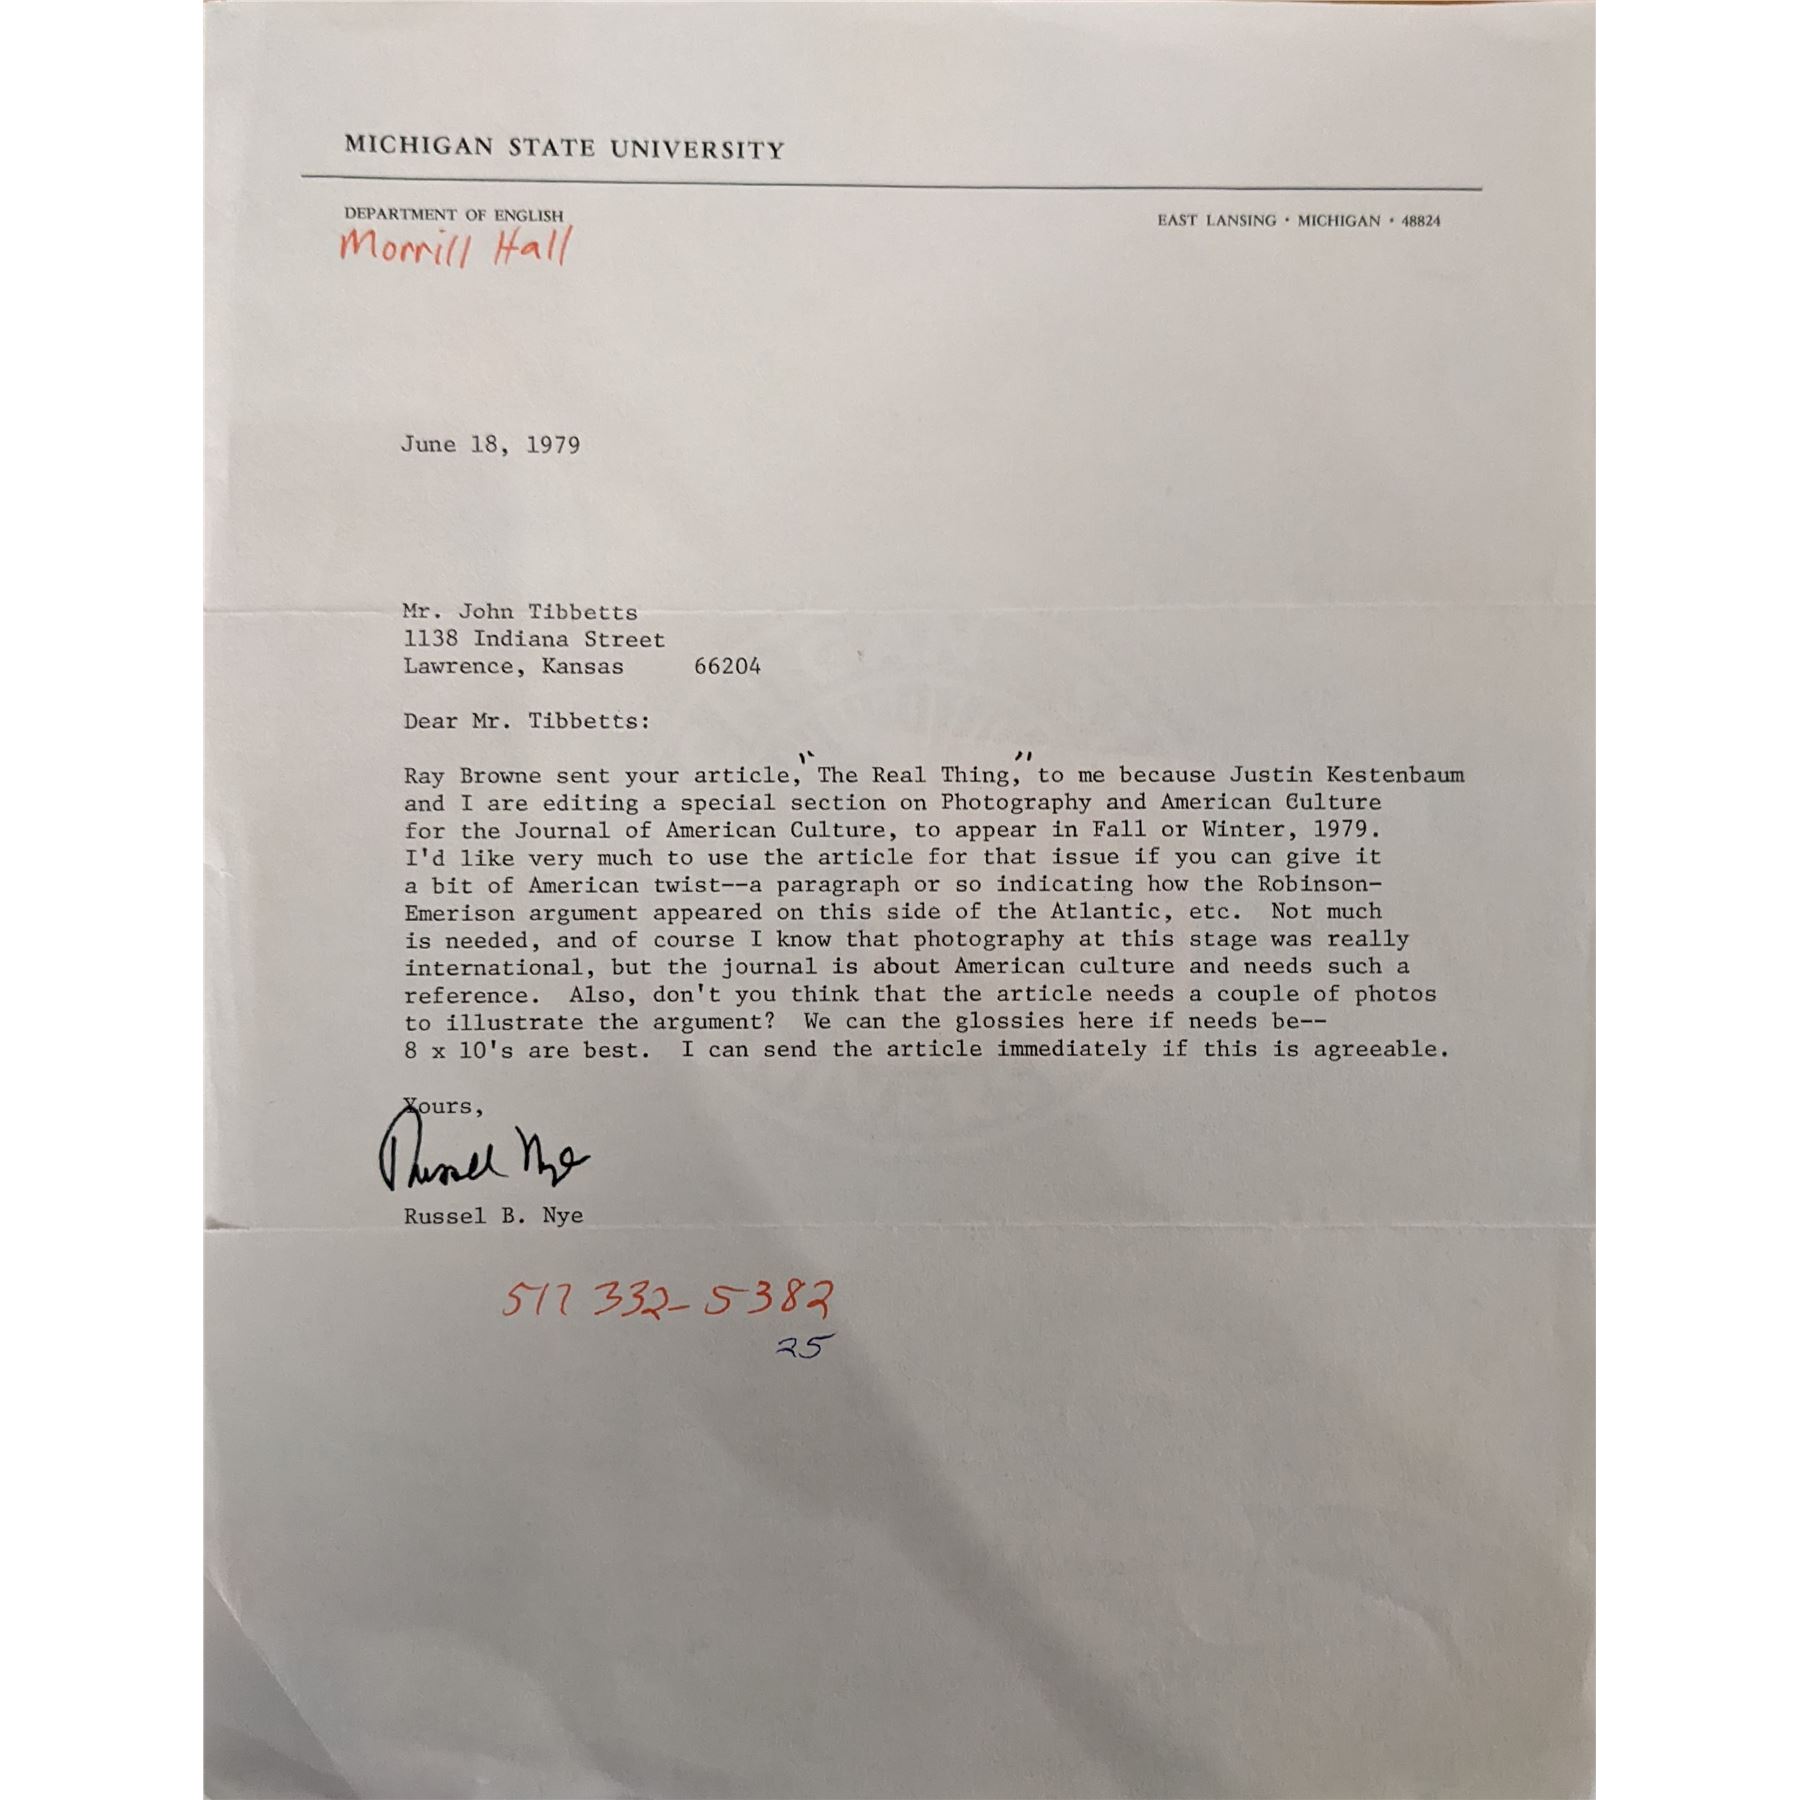 MICHIGAN STATE UNIVERSITY
DEPARTMENT OF ENGLISH EAST LANSING · MICHIGAN · 48824
Morrill Hall
June 18, 1979
Mr. John Tibbetts
1138 Indiana Street
Lawrence, Kansas 66204
Dear Mr. Tibbetts:
Ray Browne sent your article, "The Real Thing," to me because Justin Kestenbaum
and I are editing a special section on Photography and American Culture
for the Journal of American Culture, to appear in Fall or Winter, 1979.
I'd like very much to use the article for that issue if you can give it
a bit of American twist--a paragraph or so indicating how the Robinson-
Emerison argument appeared on this side of the Atlantic, etc. Not much
is needed, and of course I know that photography at this stage was really
international, but the journal is about American culture and needs such a
reference. Also, don't you think that the article needs a couple of photos
to illustrate the argument? We can the glossies here if needs be--
8 x 10's are best. I can send the article immediately if this is agreeable.
Yours,
Russel Nye
Russel B. Nye
517 332-5382
25